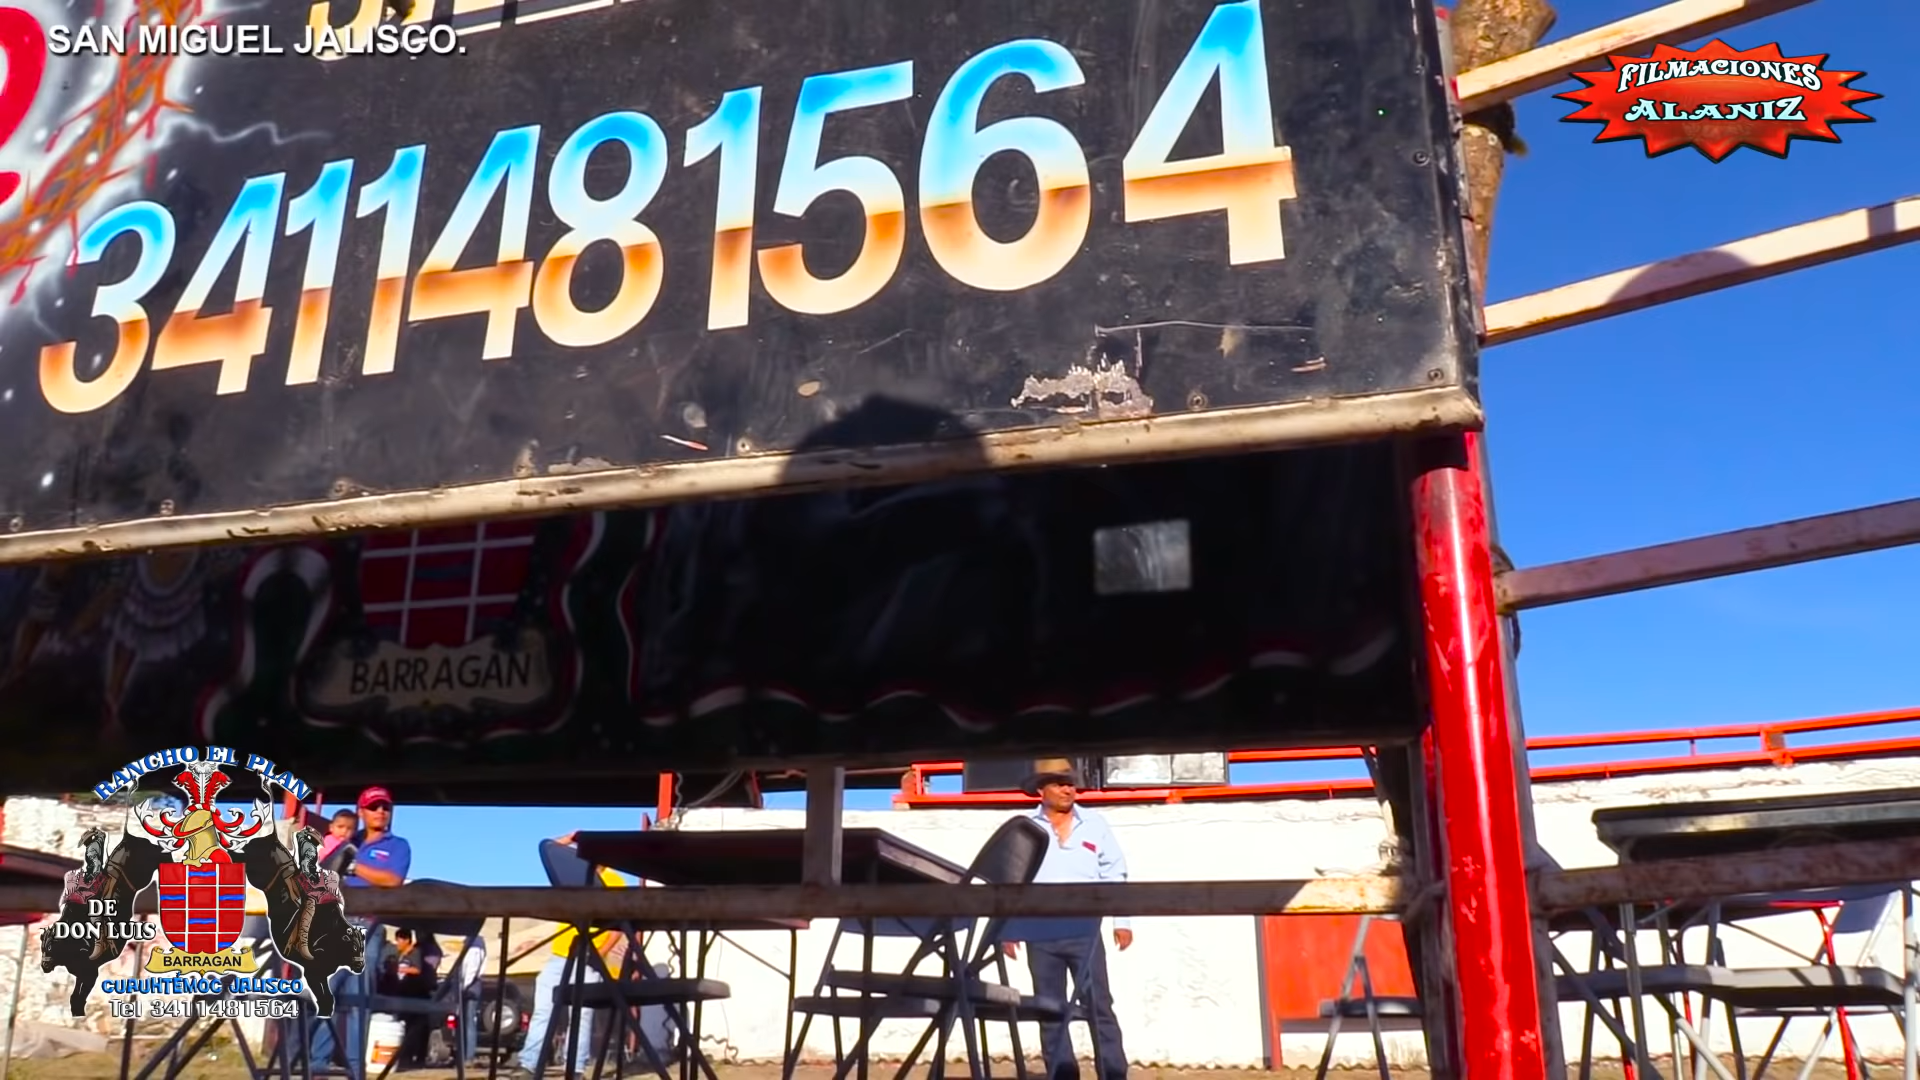 SAN MIGUEL JALISCO.
FILMACIONES
ALANIZ
3411481564
BARRAGAN
RANCHO EL PLAN
DE
DON LUIS
BARRAGAN
CUAUHTÉMOC JALISCO
Tel 3411481564